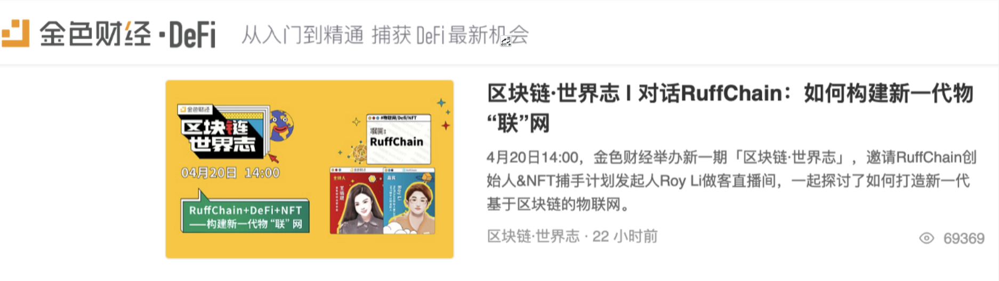 金色财经·DeFi 从入门到精通 捕获 DeFi 最新机会
金色财经
区块链
世界志
04月20日 14:00
RuffChain+DeFi+NFT
——构建新一代物“联”网
#物联网/Defi/NFT
RuffChain
主持人
嘉宾
Roy Li
区块链·世界志 I 对话RuffChain：如何构建新一代物
“联”网
4月20日14:00，金色财经举办新一期「区块链·世界志」，邀请RuffChain创
始人&NFT捕手计划发起人Roy Li做客直播间，一起探讨了如何打造新一代
基于区块链的物联网。
区块链·世界志 · 22 小时前
69369